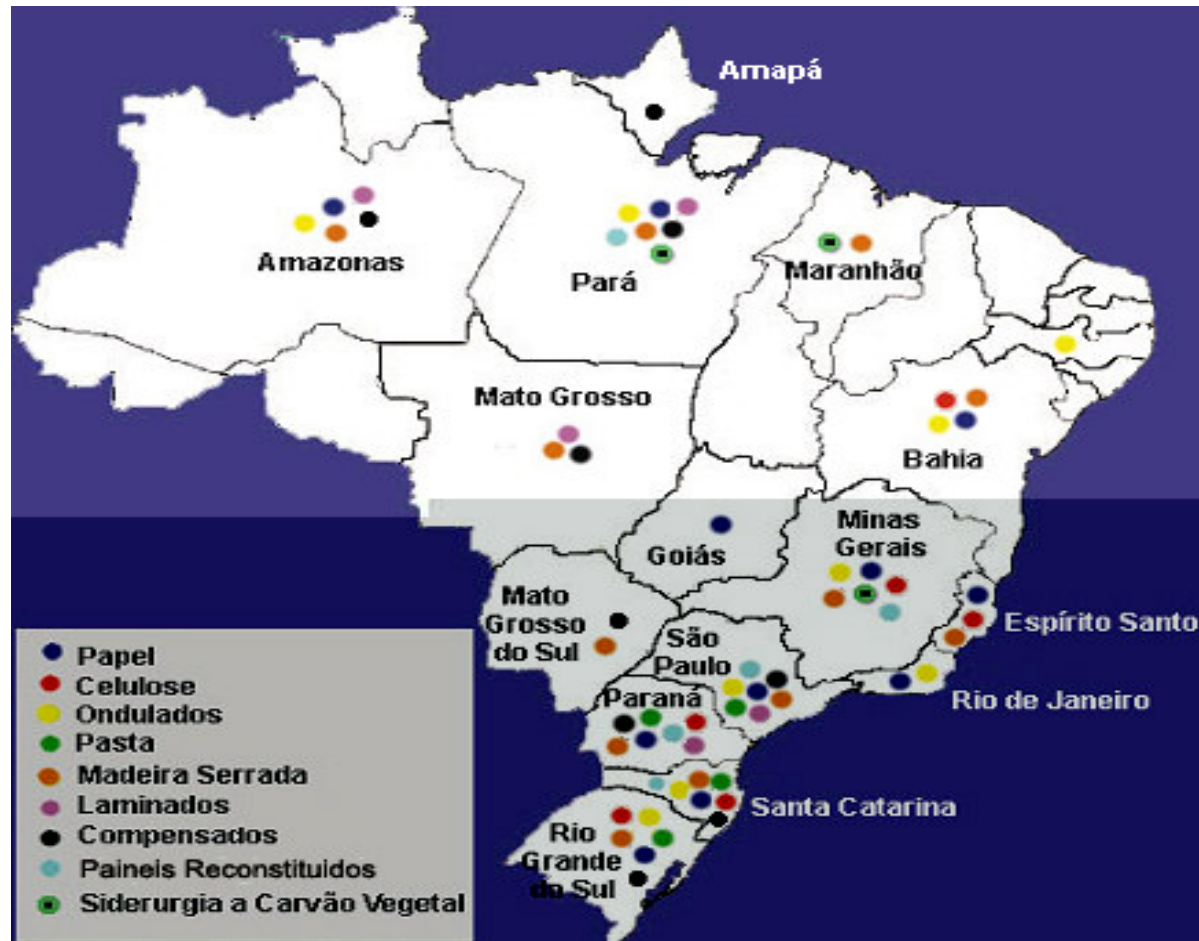 Amapá
Amazonas
Pará
Maranhão
Mato Grosso
Bahia
Goiás
Minas
Gerais
Mato
Grosso
do Sul
São
Paulo
Espírito Santo
Paraná
Rio de Janeiro
Santa Catarina
Rio
Grande
do Sul
Papel
Celulose
Ondulados
Pasta
Madeira Serrada
Laminados
Compensados
Paineis Reconstituidos
Siderurgia a Carvão Vegetal